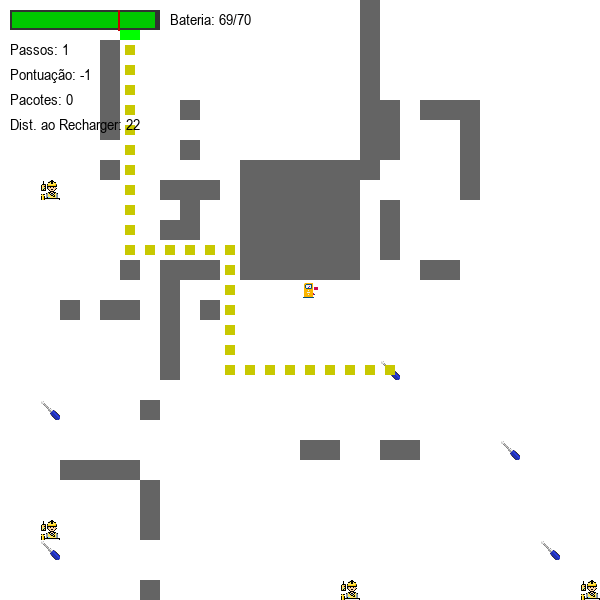 Bateria: 69/70
Passos: 1
Pontuação: -1
Pacotes: 0
Dist. ao Recharger: 22